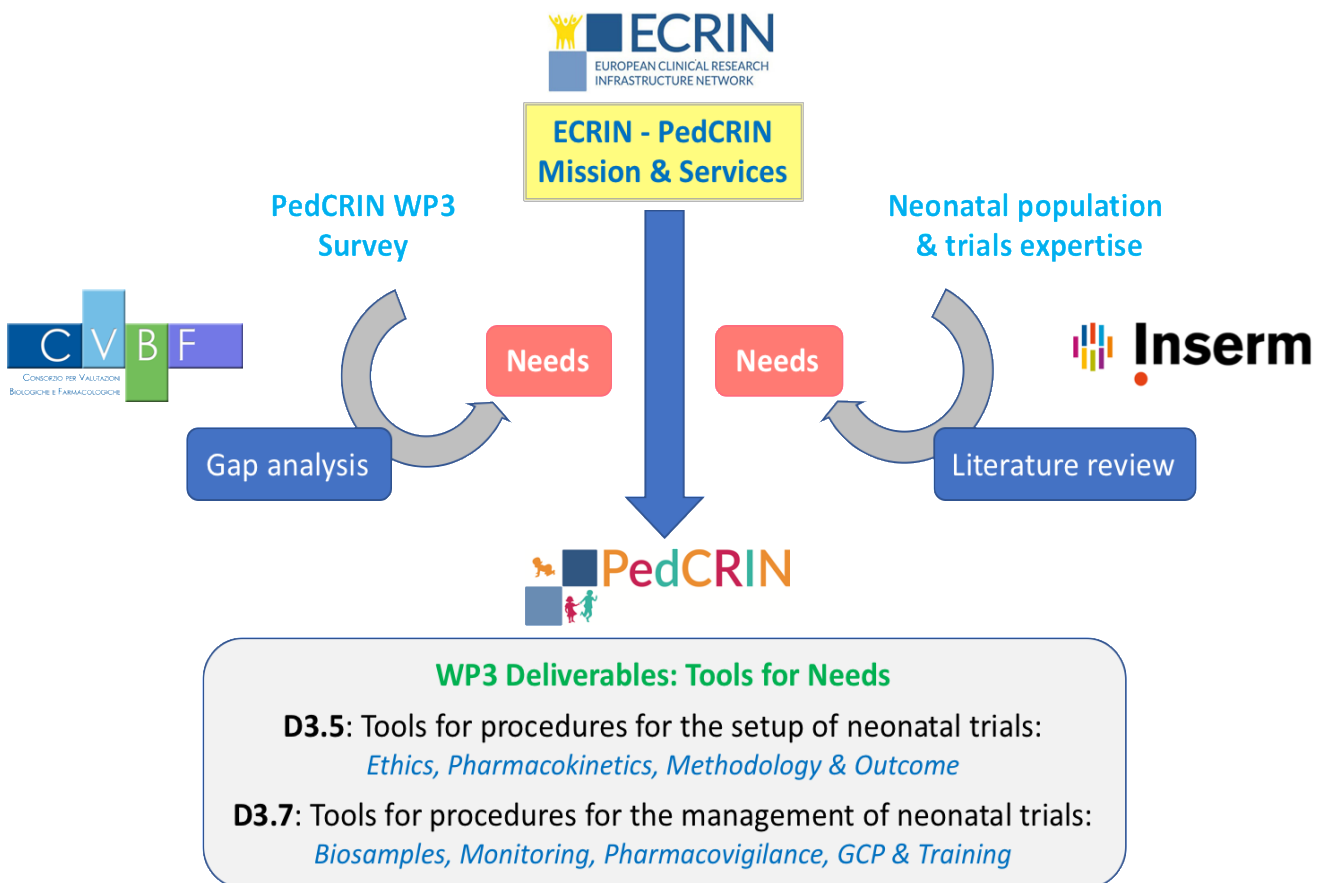 ECRIN
EUROPEAN CLINICAL RESEARCH
INFRASTRUCTURE NETWORK
ECRIN - PedCRIN
Mission & Services
PedCRIN WP3
Survey
Neonatal population
& trials expertise
C V B F
CONSORZIO PER VALUTAZIONI
BIOLOGICHE E FARMACOLOGICHE
Needs
Needs
Inserm
Gap analysis
Literature review
PedCRIN
WP3 Deliverables: Tools for Needs
D3.5: Tools for procedures for the setup of neonatal trials:
Ethics, Pharmacokinetics, Methodology & Outcome
D3.7: Tools for procedures for the management of neonatal trials:
Biosamples, Monitoring, Pharmacovigilance, GCP & Training